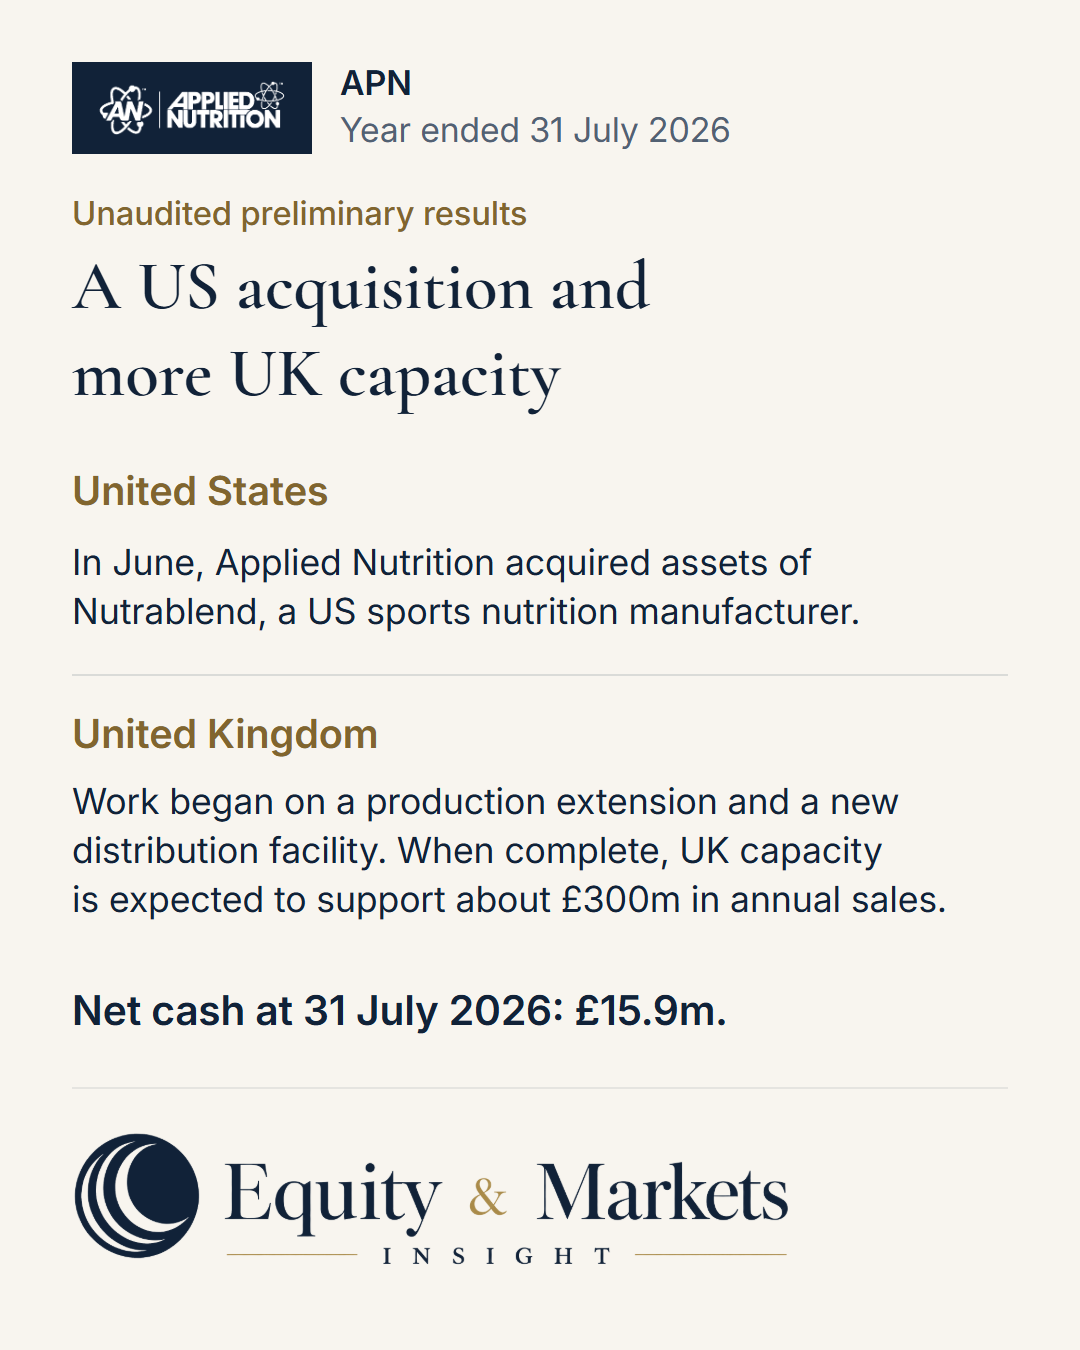 AN
APPLIED
NUTRITION
APN
Year ended 31 July 2026
Unaudited preliminary results
A US acquisition and
more UK capacity
United States
In June, Applied Nutrition acquired assets of
Nutrablend, a US sports nutrition manufacturer.
United Kingdom
Work began on a production extension and a new
distribution facility. When complete, UK capacity
is expected to support about £300m in annual sales.
Net cash at 31 July 2026: £15.9m.
Equity & Markets
INSIGHT